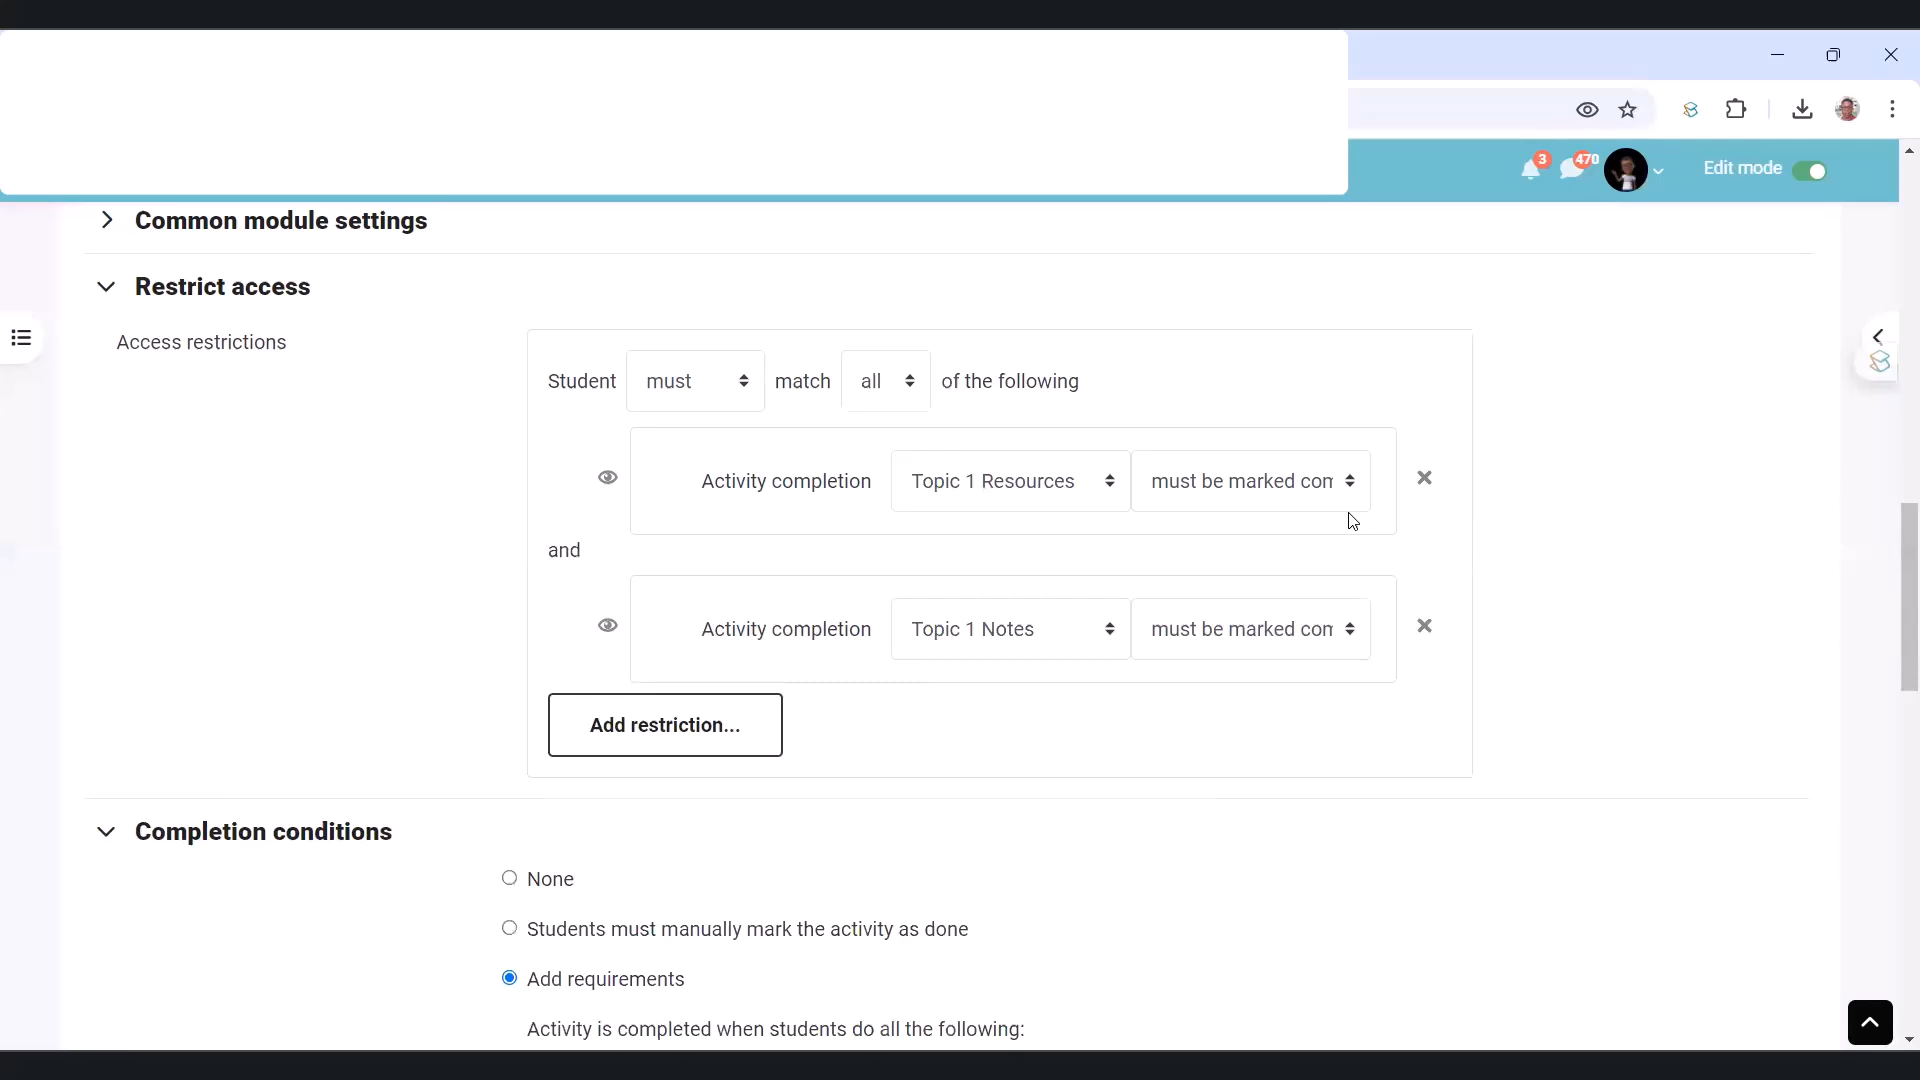 3
470
Edit mode
Common module settings
Restrict access
Access restrictions
Student must match all of the following
Activity completion Topic 1 Resources must be marked com
and
Activity completion Topic 1 Notes must be marked com
Add restriction...
Completion conditions
None
Students must manually mark the activity as done
Add requirements
Activity is completed when students do all the following: